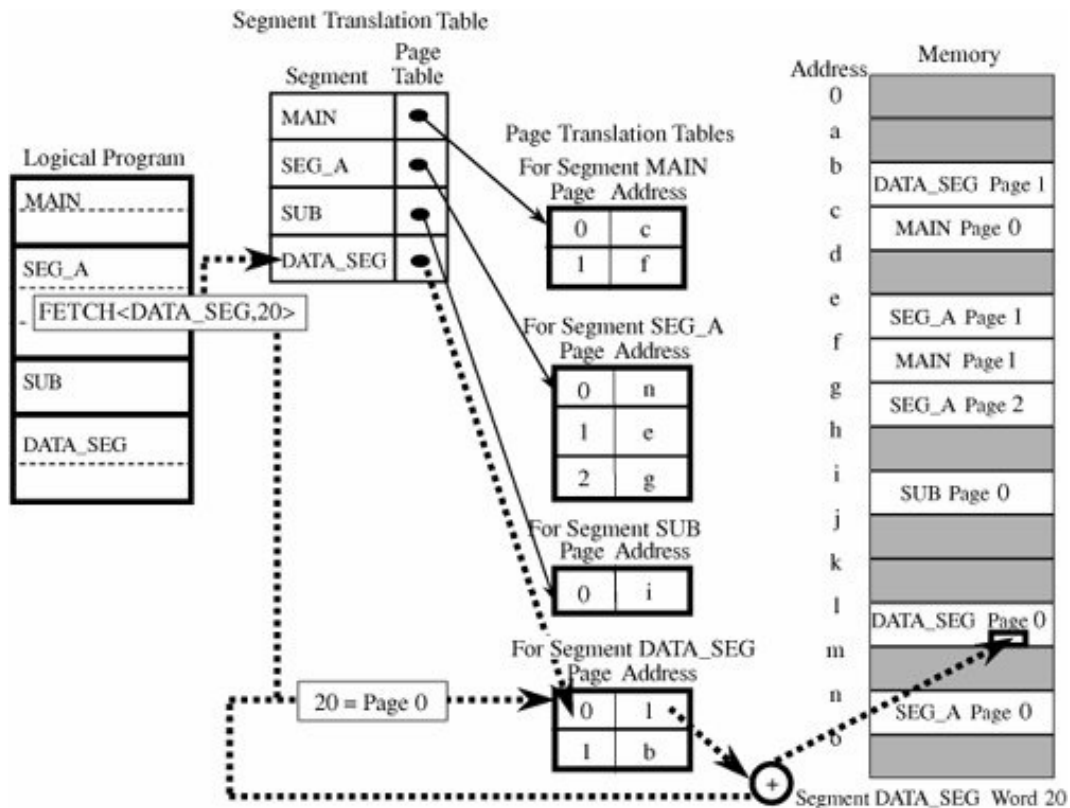 Segment Translation Table
Segment
Page
Table
MAIN
SEG_A
SUB
DATA_SEG
Logical Program
MAIN
SEG_A
FETCH<DATA_SEG,20>
SUB
DATA_SEG
Page Translation Tables
For Segment MAIN
Page Address
0 c
1 f
For Segment SEG_A
Page Address
0 n
1 e
2 g
For Segment SUB
Page Address
0 i
For Segment DATA_SEG
Page Address
0 l
1 b
20 = Page 0
+
Memory
Address
0
a
b
DATA_SEG Page 1
c
MAIN Page 0
d
e
SEG_A Page 1
f
MAIN Page 1
g
SEG_A Page 2
h
i
SUB Page 0
j
k
l
DATA_SEG Page 0
m
n
SEG_A Page 0
o
Segment DATA_SEG Word 20